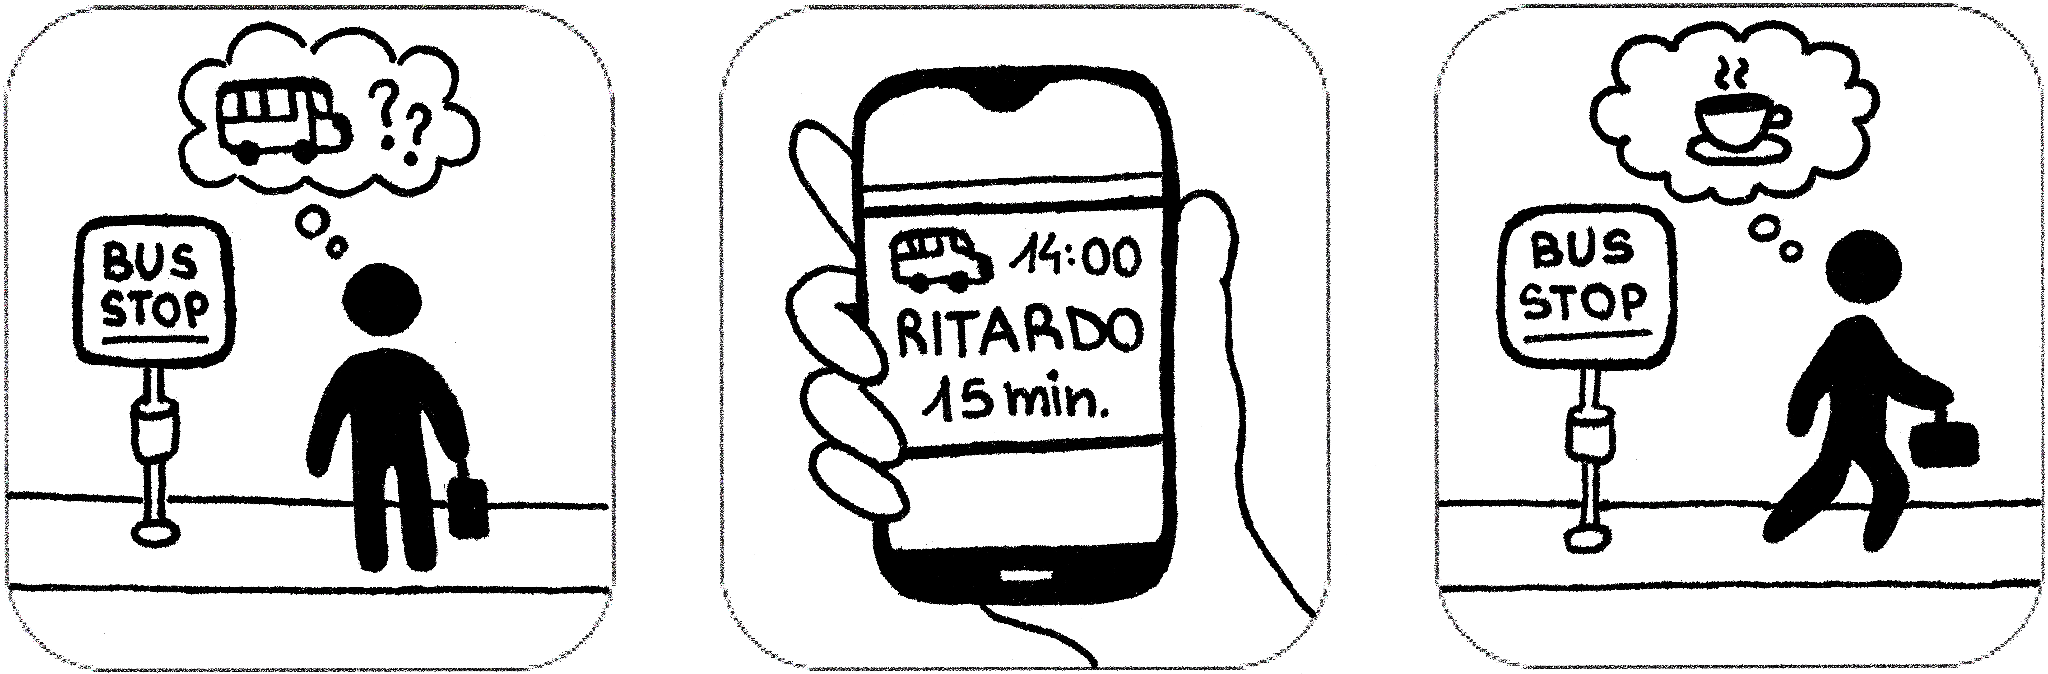 BUS
STOP
??
14:00
RITARDO
15 min.
BUS
STOP